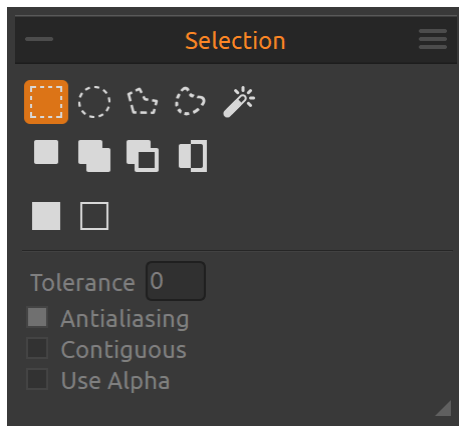 Selection
Tolerance 0
Antialiasing
Contiguous
Use Alpha